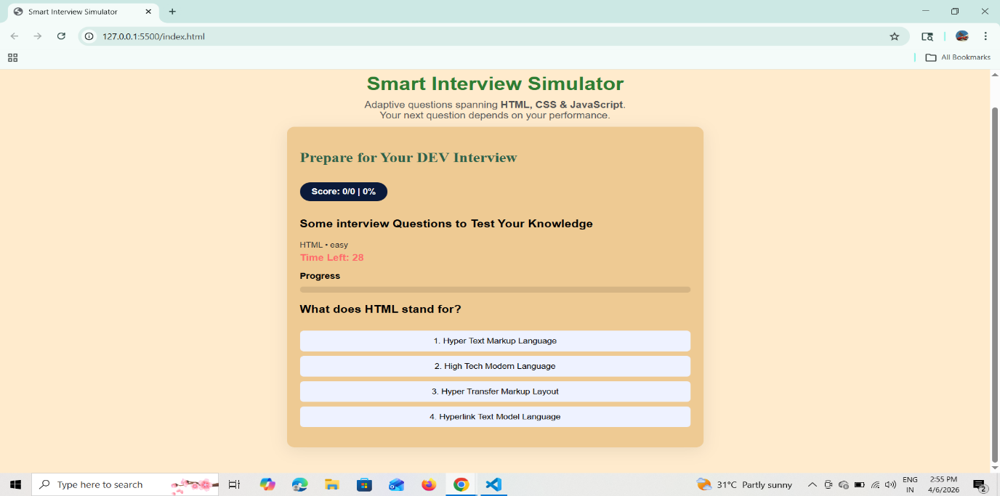 Smart Interview Simulator
127.0.0.1:5500/index.html
All Bookmarks
Smart Interview Simulator
Adaptive questions spanning HTML, CSS & JavaScript.
Your next question depends on your performance.
Prepare for Your DEV Interview
Score: 0/0 | 0%
Some interview Questions to Test Your Knowledge
HTML • easy
Time Left: 28
Progress
What does HTML stand for?
1. Hyper Text Markup Language
2. High Tech Modern Language
3. Hyper Transfer Markup Layout
4. Hyperlink Text Model Language
Type here to search
31°C Partly sunny
ENG
IN
2:55 PM
4/6/2026
2